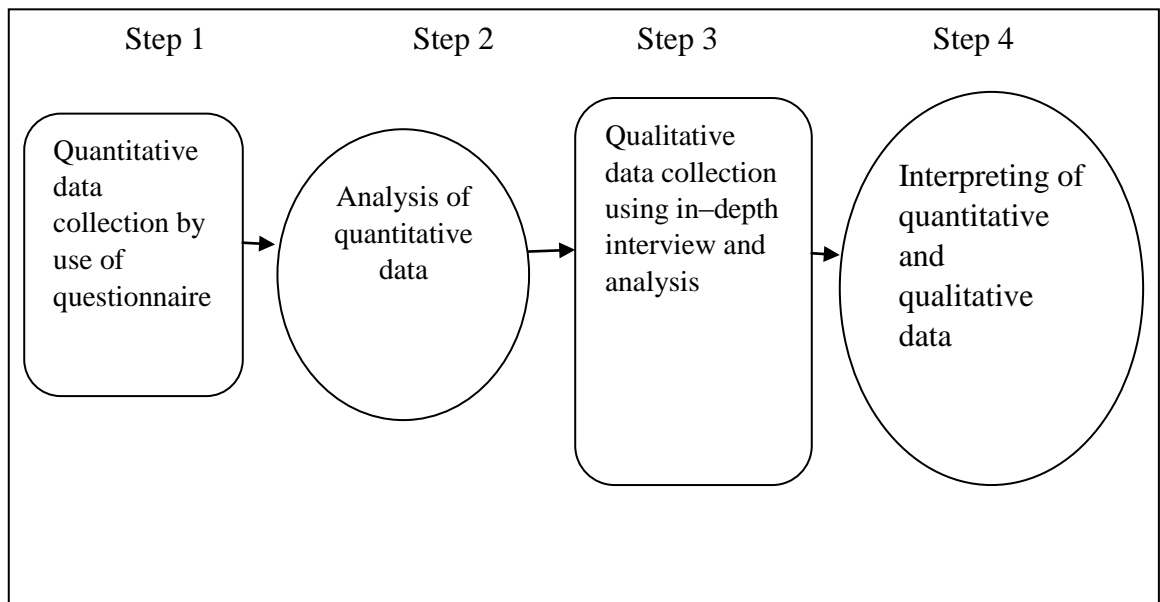 Step 1 Step 2 Step 3 Step 4
Quantitative
data
collection by
use of
questionnaire
Analysis of
quantitative
data
Qualitative
data collection
using in–depth
interview and
analysis
Interpreting of
quantitative
and
qualitative
data